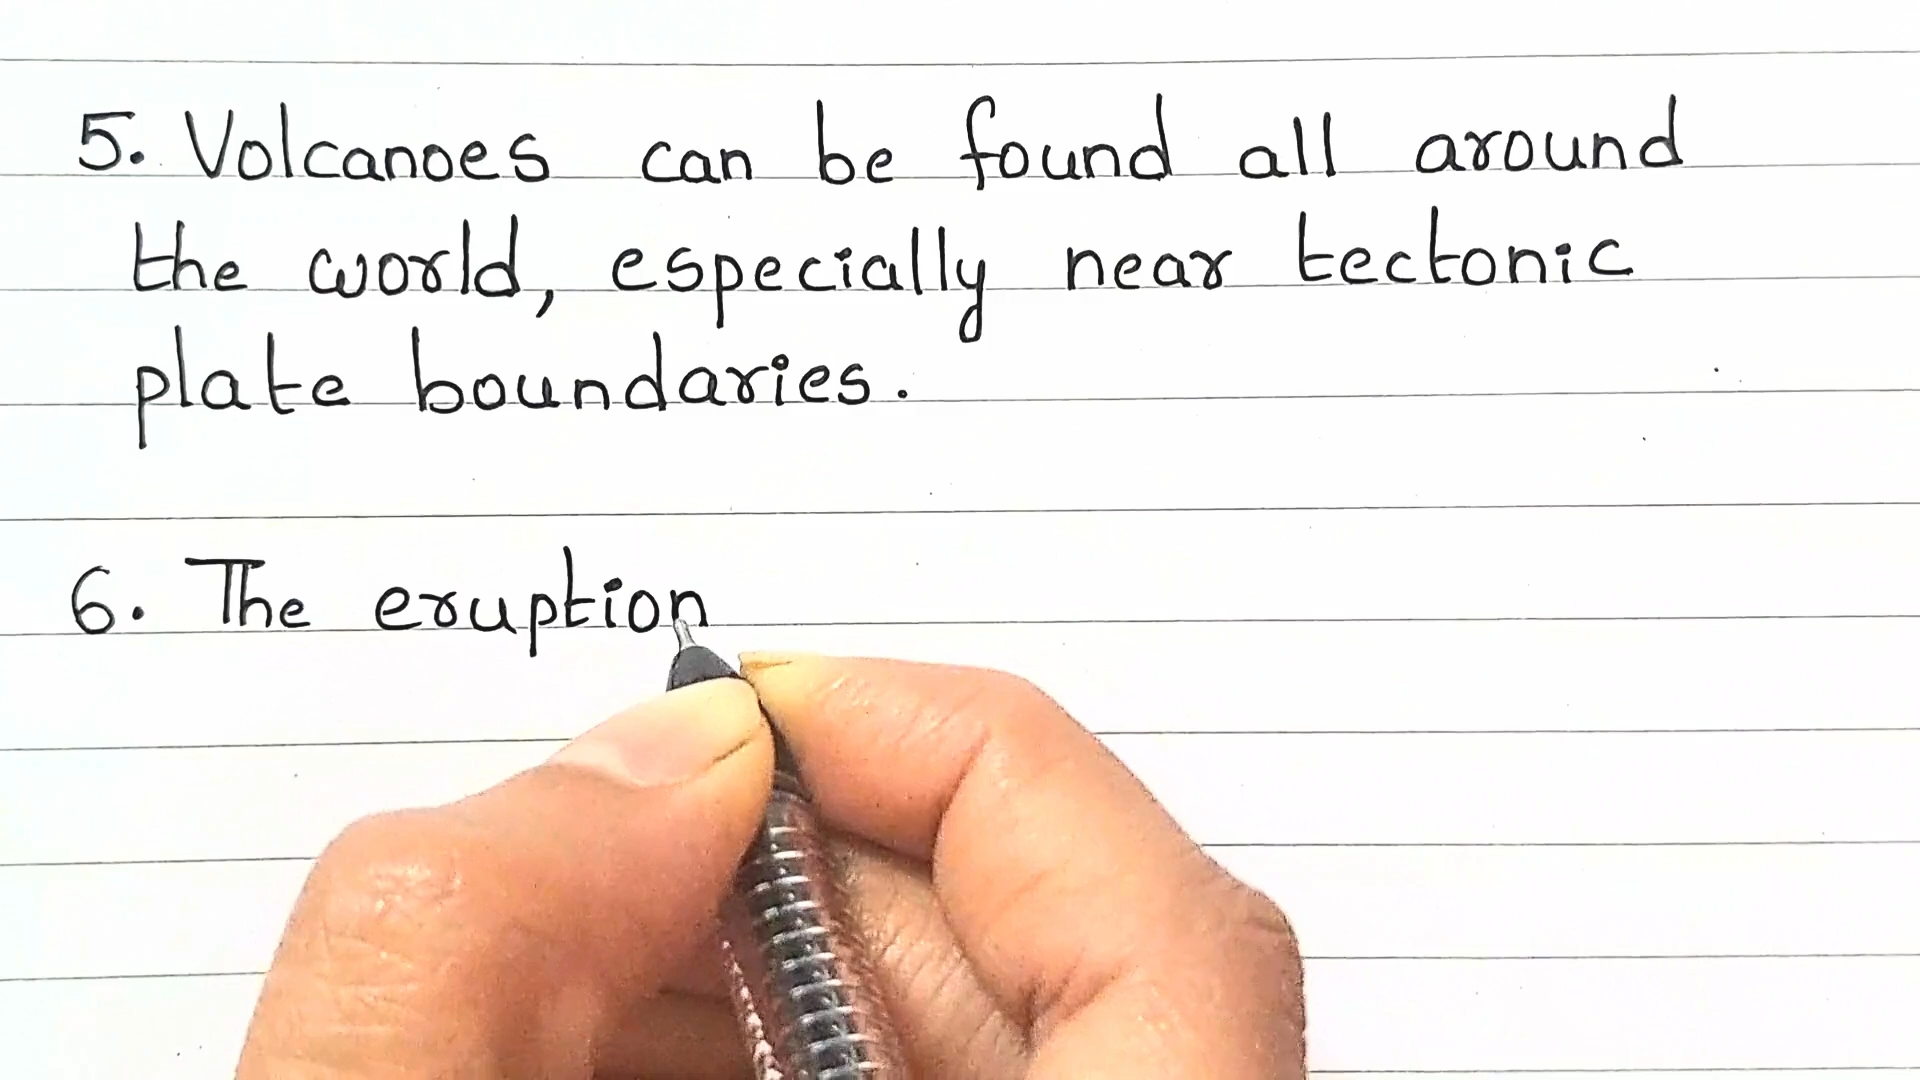 5. Volcanoes can be found all around
the world, especially near tectonic
plate boundaries.
6. The eruption